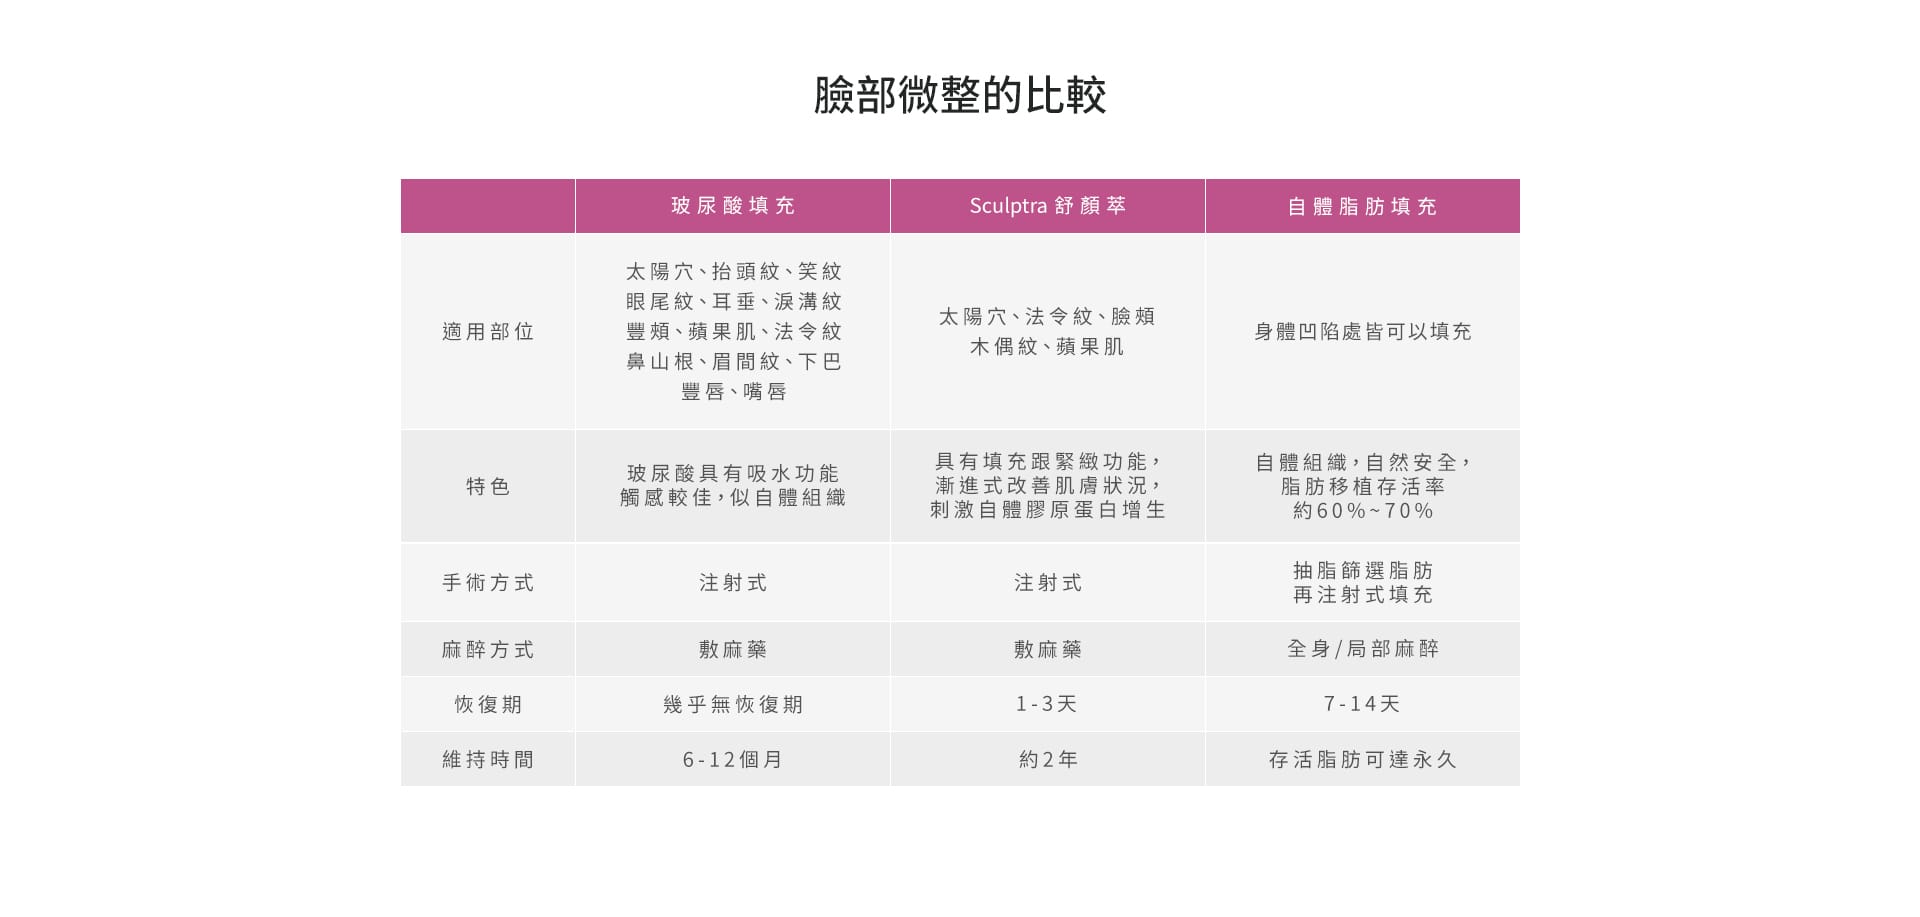 臉部微整的比較
玻尿酸填充
Sculptra 舒顏萃
自體脂肪填充
適用部位
太陽穴、抬頭紋、笑紋
眼尾紋、耳垂、淚溝紋
豐頰、蘋果肌、法令紋
鼻山根、眉間紋、下巴
豐唇、嘴唇
太陽穴、法令紋、臉頰
木偶紋、蘋果肌
身體凹陷處皆可以填充
特色
玻尿酸具有吸水功能
觸感較佳，似自體組織
具有填充跟緊緻功能，
漸進式改善肌膚狀況，
刺激自體膠原蛋白增生
自體組織，自然安全，
脂肪移植存活率
約60%~70%
手術方式
注射式
注射式
抽脂篩選脂肪
再注射式填充
麻醉方式
敷麻藥
敷麻藥
全身/局部麻醉
恢復期
幾乎無恢復期
1-3天
7-14天
維持時間
6-12個月
約2年
存活脂肪可達永久